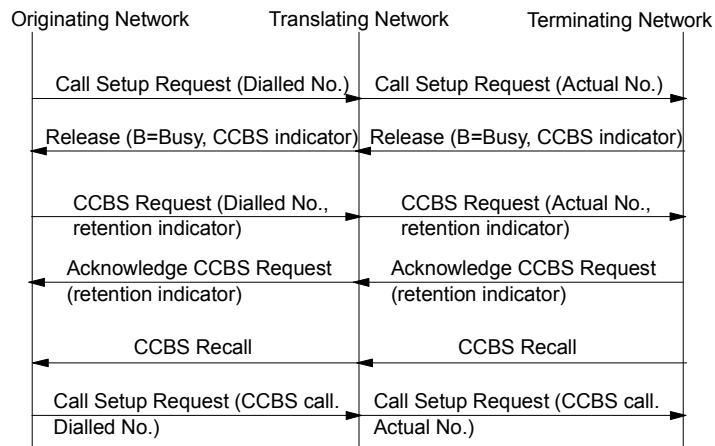 Originating Network Translating Network Terminating Network
Call Setup Request (Dialled No.) Call Setup Request (Actual No.)
Release (B=Busy, CCBS indicator) Release (B=Busy, CCBS indicator)
CCBS Request (Dialled No., CCBS Request (Actual No.,
retention indicator) retention indicator)
Acknowledge CCBS Request Acknowledge CCBS Request
(retention indicator) (retention indicator)
CCBS Recall CCBS Recall
Call Setup Request (CCBS call. Call Setup Request (CCBS call.
Dialled No.) Actual No.)